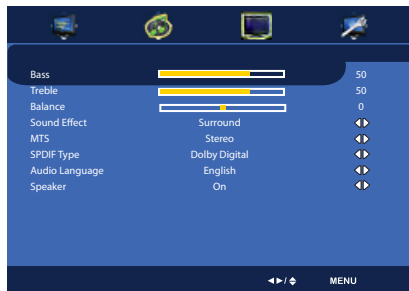 Bass 50
Treble 50
Balance 0
Sound Effect Surround
MTS Stereo
SPDIF Type Dolby Digital
Audio Language English
Speaker On
◄►/◆ MENU